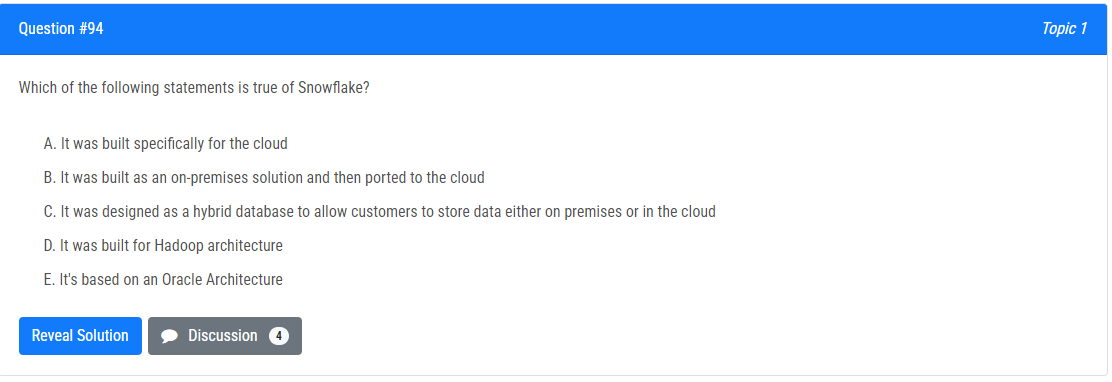 Question #94
Topic 1
Which of the following statements is true of Snowflake?
A. It was built specifically for the cloud
B. It was built as an on-premises solution and then ported to the cloud
C. It was designed as a hybrid database to allow customers to store data either on premises or in the cloud
D. It was built for Hadoop architecture
E. It's based on an Oracle Architecture
Reveal Solution
Discussion 4